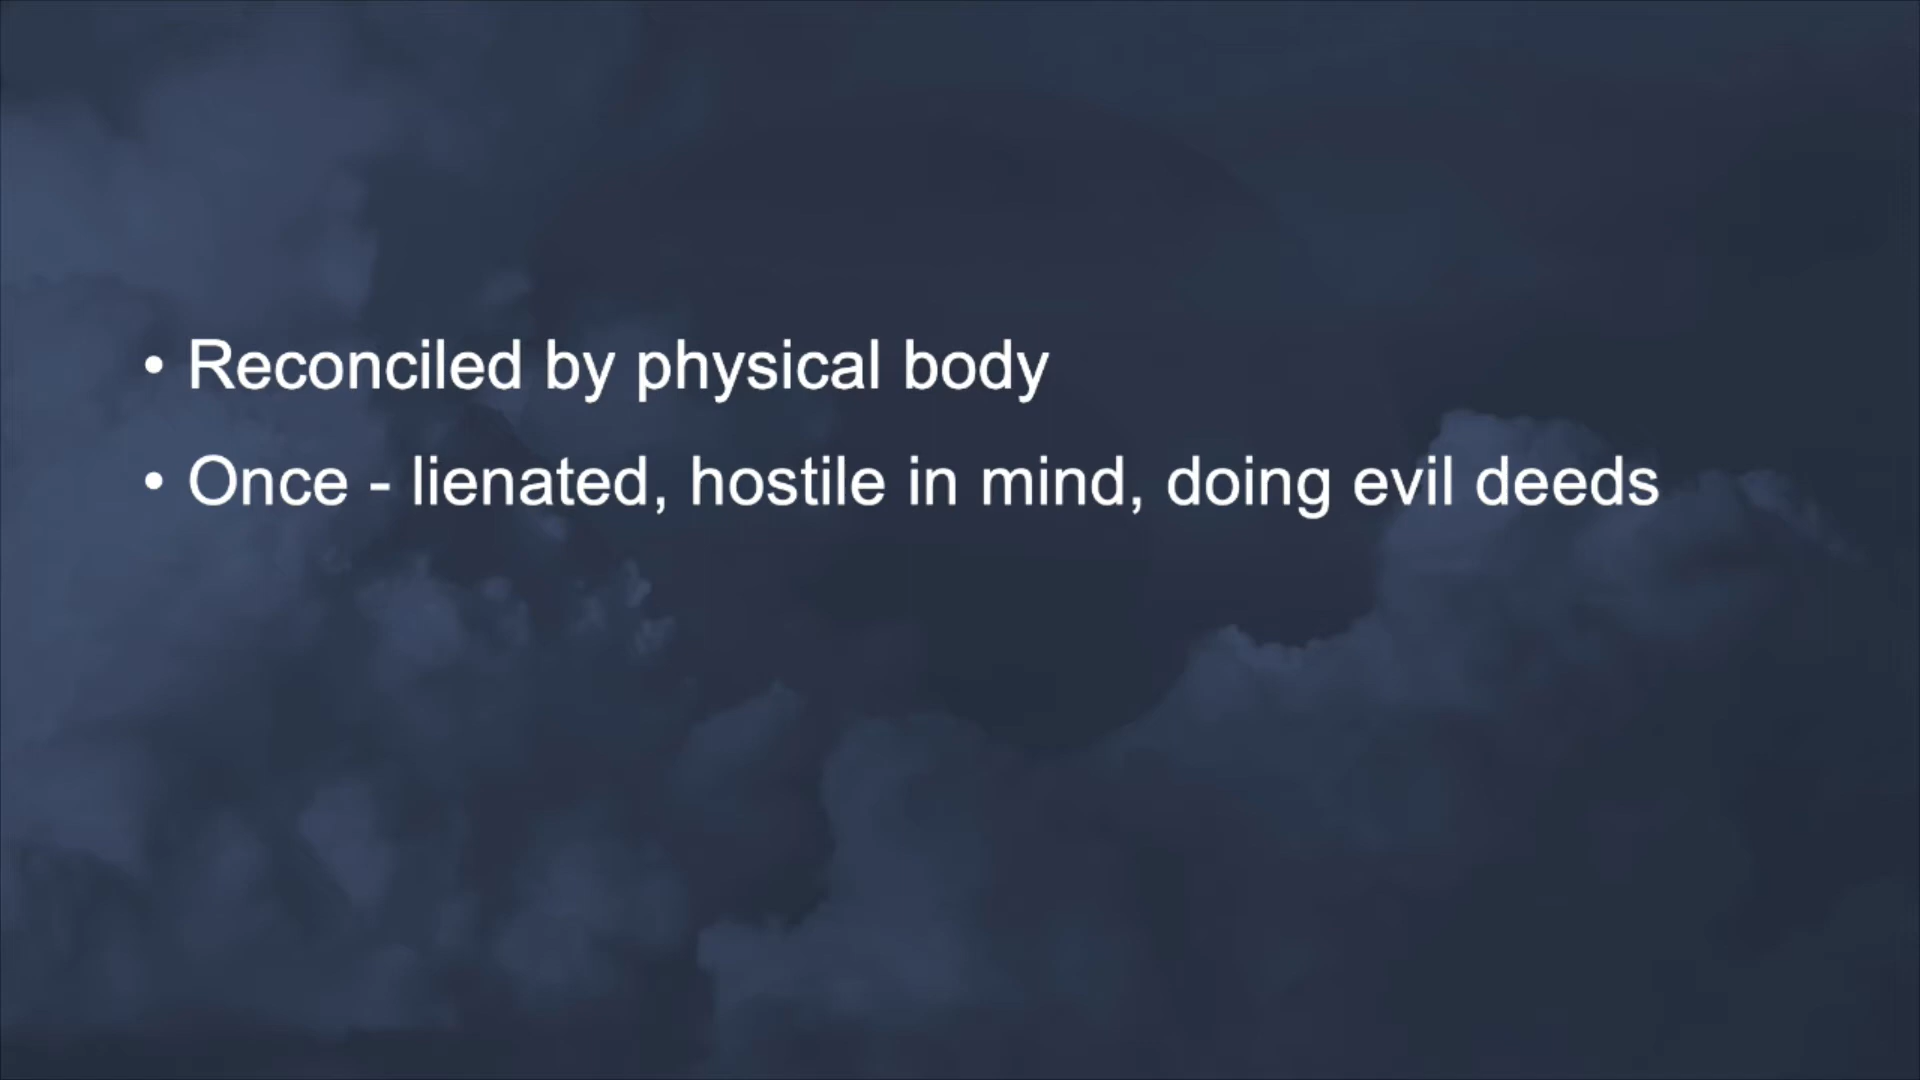 • Reconciled by physical body
• Once - lienated, hostile in mind, doing evil deeds